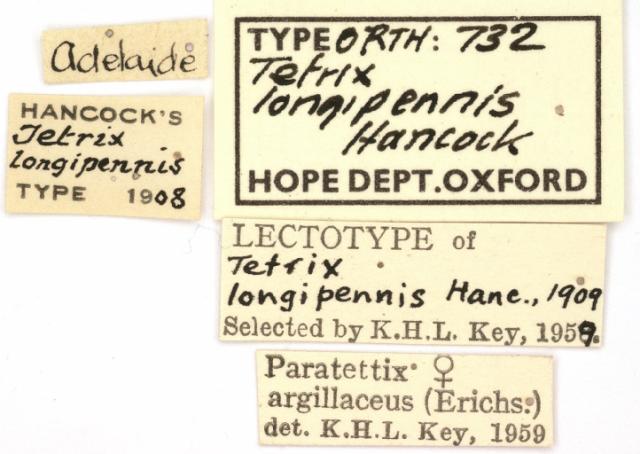 Adelaide
HANCOCK'S
Tetrix
longipennis
TYPE 1908
TYPE ORTH: 732
Tetrix
longipennis
Hancock
HOPE DEPT. OXFORD
LECTOTYPE of
Tetrix
longipennis Hanc., 1909
Selected by K.H.L. Key, 1959.
Paratettix ♀
argillaceus (Erichs.)
det. K.H.L. Key, 1959